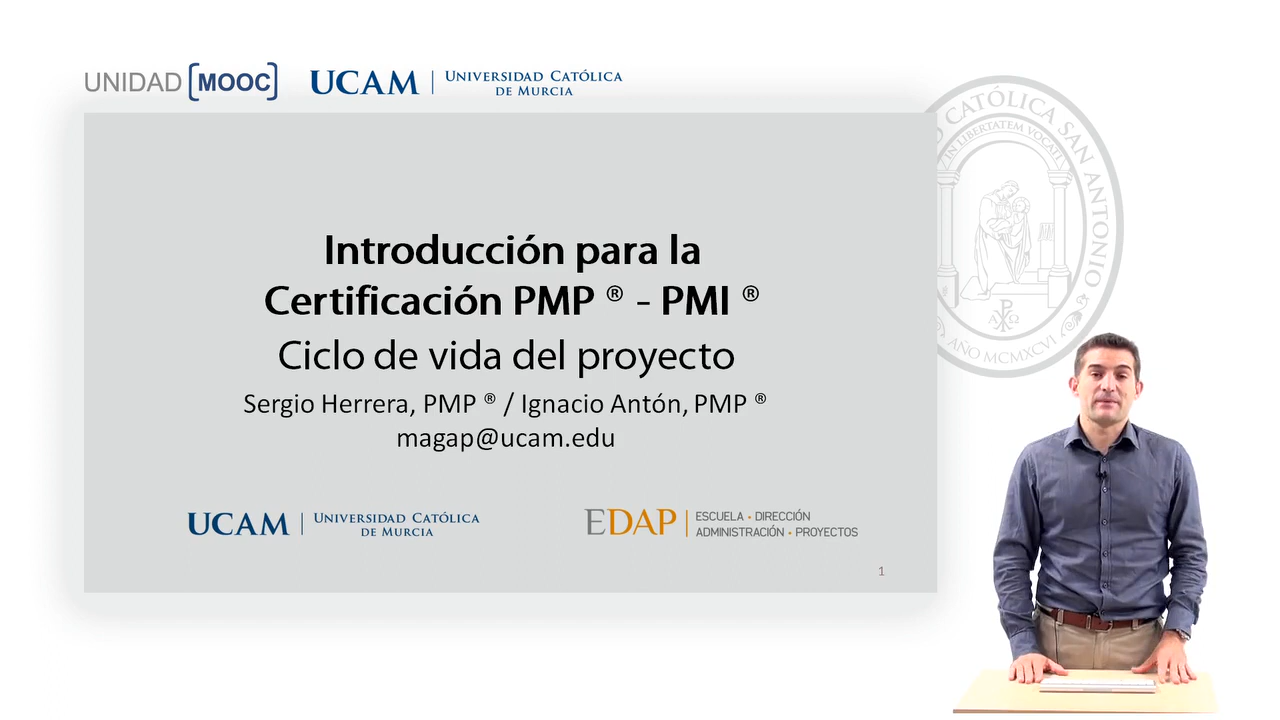 UNIDAD [MOOC]
UCAM | UNIVERSIDAD CATÓLICA
DE MURCIA
CATÓLICA SAN ANTONIO
IN LIBERTATEM VOCATI
AÑO MCMXCVI
Introducción para la
Certificación PMP ® - PMI ®
Ciclo de vida del proyecto
Sergio Herrera, PMP ® / Ignacio Antón, PMP ®
magap@ucam.edu
UCAM | UNIVERSIDAD CATÓLICA
DE MURCIA
EDAP | ESCUELA • DIRECCIÓN
ADMINISTRACIÓN • PROYECTOS
1